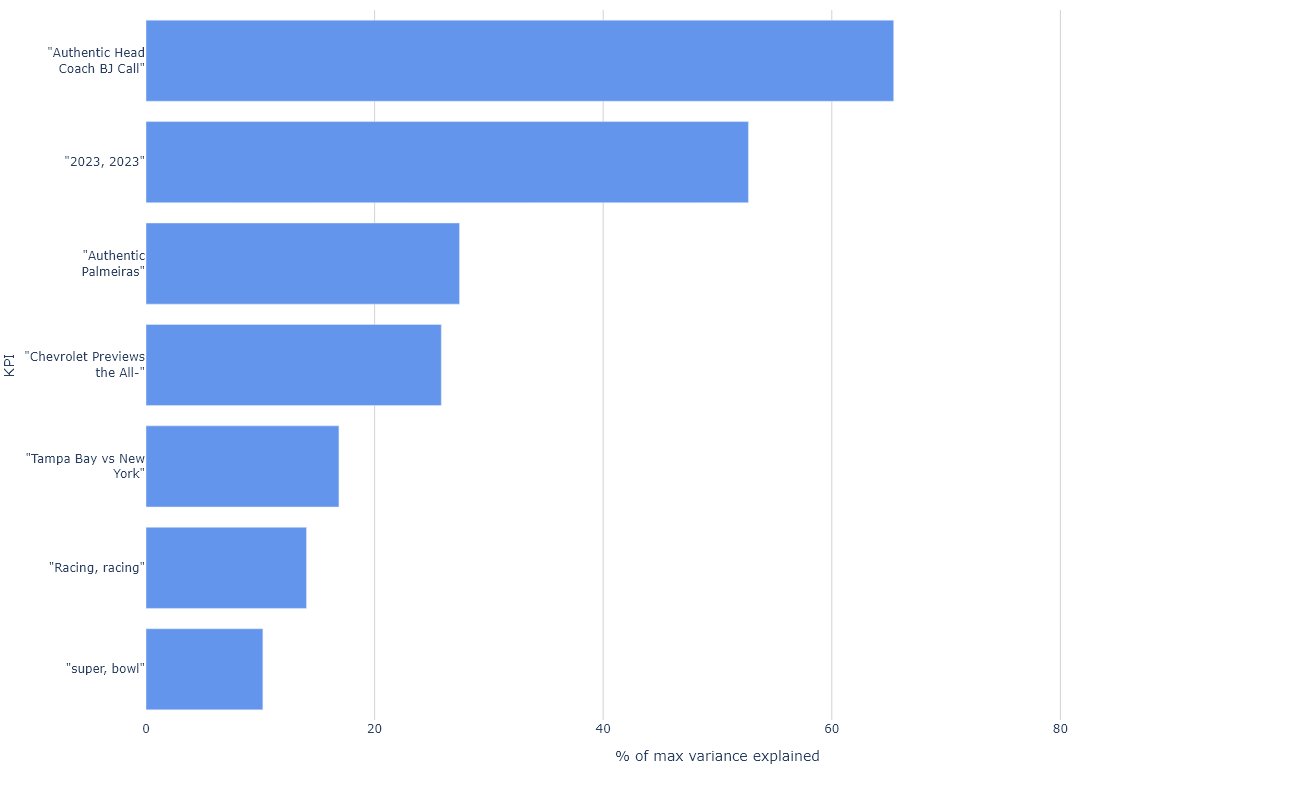 "Authentic Head
Coach BJ Call"
"2023, 2023"
"Authentic
Palmeiras"
KPI
"Chevrolet Previews
the All-"
"Tampa Bay vs New
York"
"Racing, racing"
"super, bowl"
0 20 40 60 80
% of max variance explained